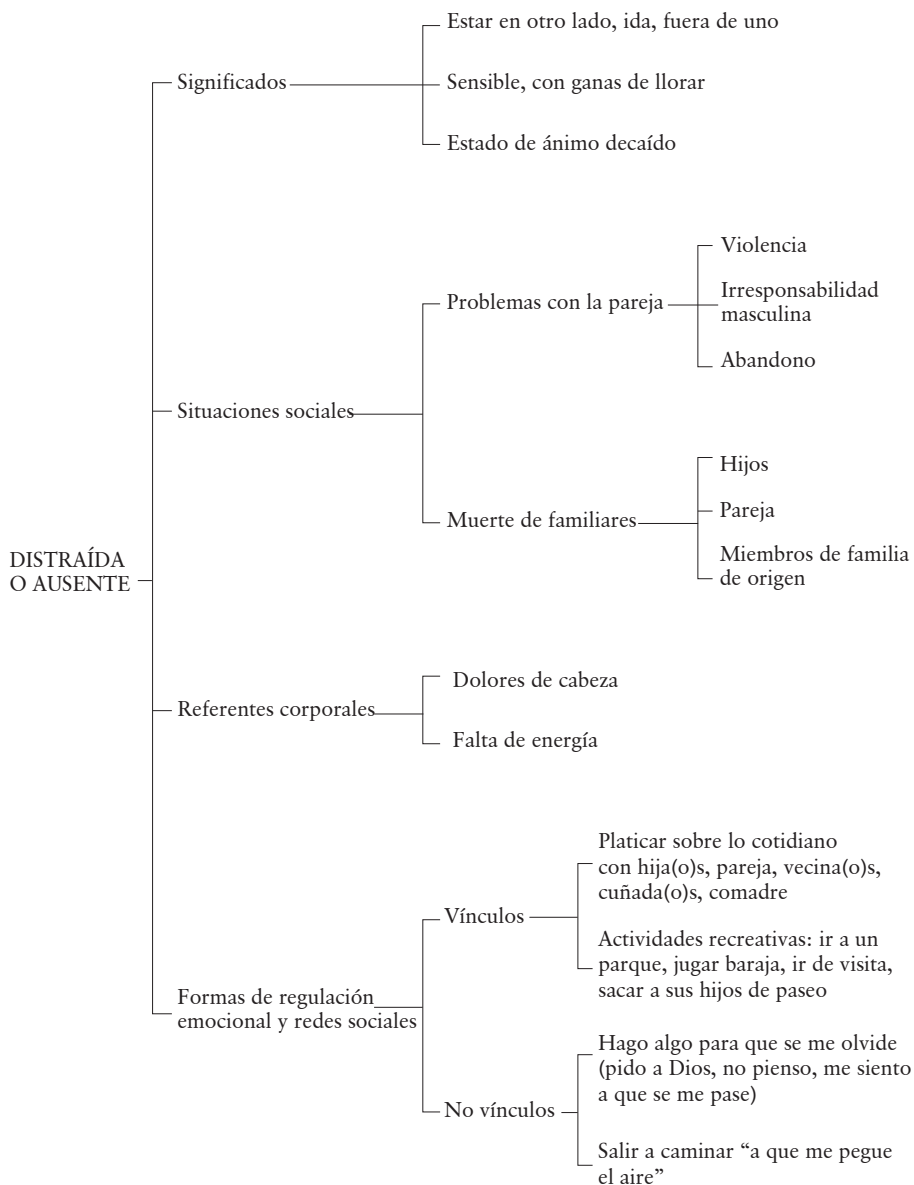 DISTRAÍDA
O AUSENTE
Significados
Estar en otro lado, ida, fuera de uno
Sensible, con ganas de llorar
Estado de ánimo decaído
Situaciones sociales
Problemas con la pareja
Violencia
Irresponsabilidad
masculina
Abandono
Muerte de familiares
Hijos
Pareja
Miembros de familia
de origen
Referentes corporales
Dolores de cabeza
Falta de energía
Formas de regulación
emocional y redes sociales
Vínculos
Platicar sobre lo cotidiano
con hija(o)s, pareja, vecina(o)s,
cuñada(o)s, comadre
Actividades recreativas: ir a un
parque, jugar baraja, ir de visita,
sacar a sus hijos de paseo
No vínculos
Hago algo para que se me olvide
(pido a Dios, no pienso, me siento
a que se me pase)
Salir a caminar “a que me pegue
el aire”